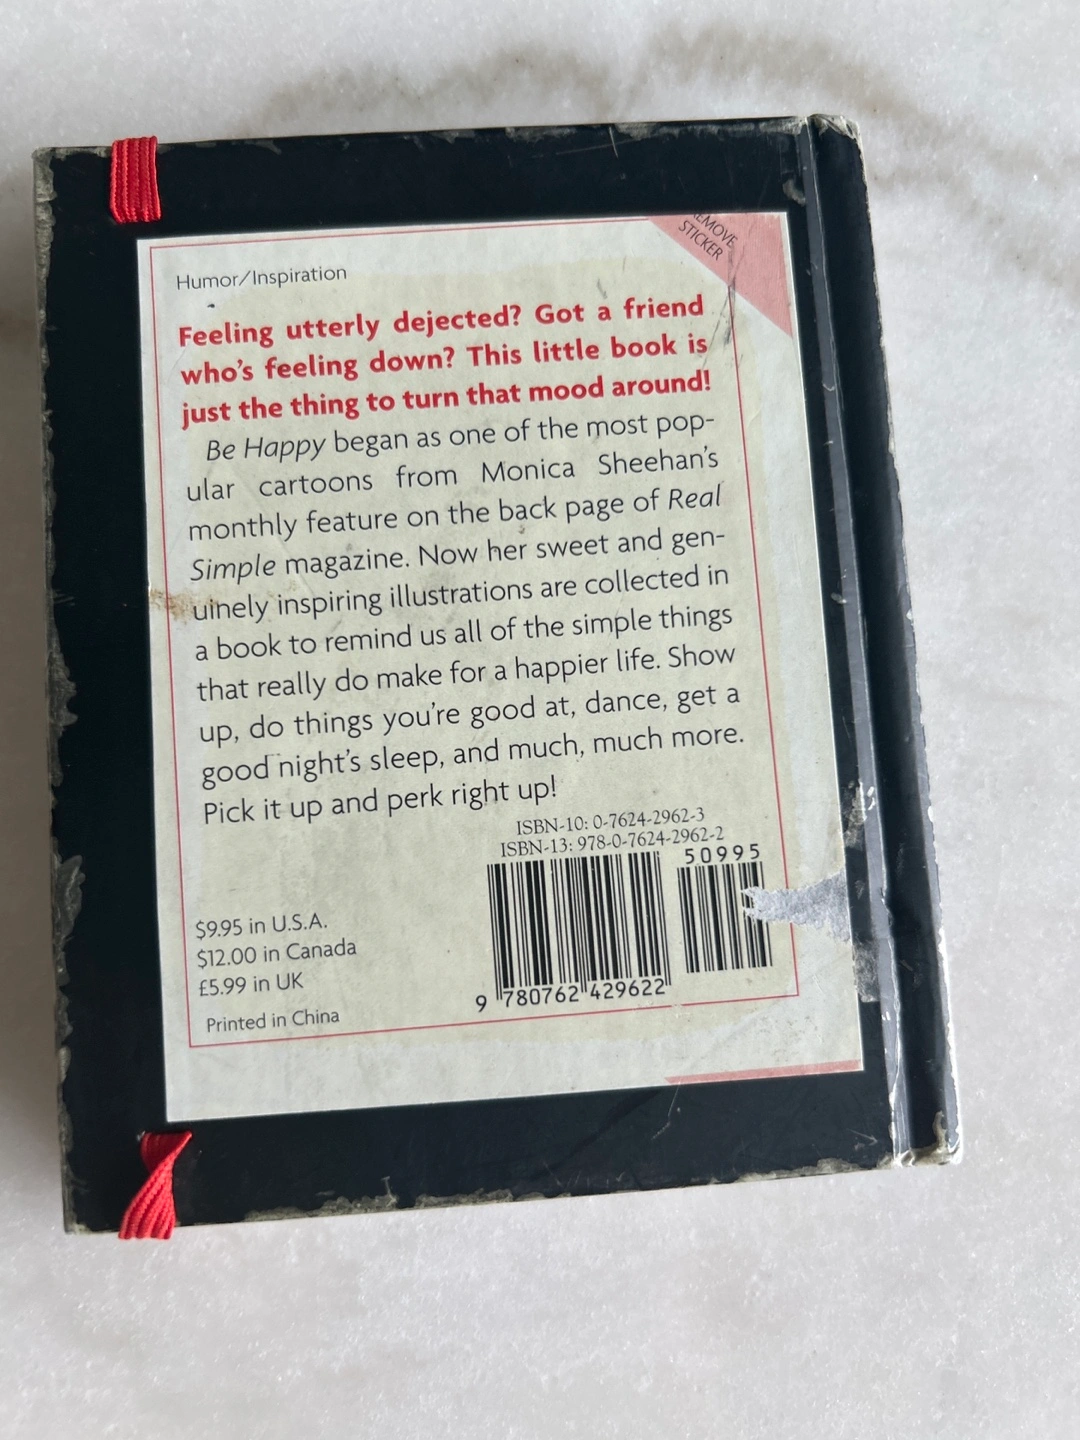 REMOVE
STICKER
Humor/Inspiration
Feeling utterly dejected? Got a friend
who's feeling down? This little book is
just the thing to turn that mood around!
Be Happy began as one of the most pop-
ular cartoons from Monica Sheehan's
monthly feature on the back page of Real
Simple magazine. Now her sweet and gen-
uinely inspiring illustrations are collected in
a book to remind us all of the simple things
that really do make for a happier life. Show
up, do things you're good at, dance, get a
good night's sleep, and much, much more.
Pick it up and perk right up!
ISBN-10: 0-7624-2962-3
ISBN-13: 978-0-7624-2962-2
50995
9 780762 429622
$9.95 in U.S.A.
$12.00 in Canada
£5.99 in UK
Printed in China